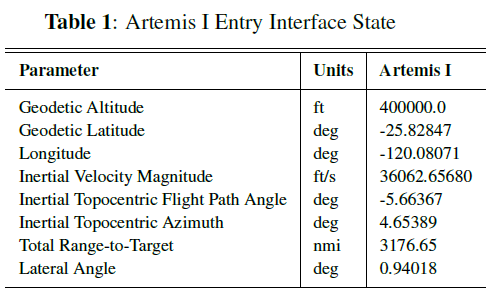 Table 1: Artemis I Entry Interface State
Parameter Units Artemis I
Geodetic Altitude ft 400000.0
Geodetic Latitude deg -25.82847
Longitude deg -120.08071
Inertial Velocity Magnitude ft/s 36062.65680
Inertial Topocentric Flight Path Angle deg -5.66367
Inertial Topocentric Azimuth deg 4.65389
Total Range-to-Target nmi 3176.65
Lateral Angle deg 0.94018